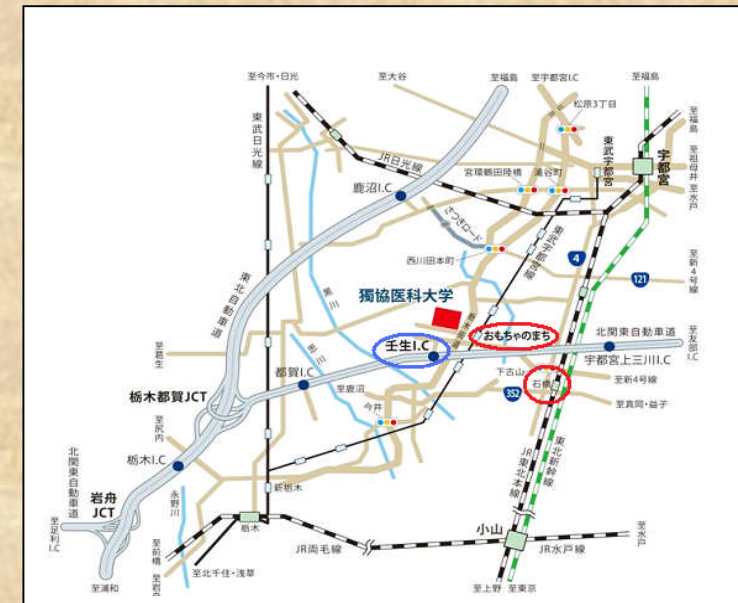 至今市・日光
至大谷
至福島
至宇都宮I.C
至福島
松原3丁目
至福島
東武日光線
JR日光線
東武宇都宮
宇都宮
至祖母井
至水戸
宮環鶴田陸橋
滝谷町
鹿沼I.C
さつきロード
西川田本町
東武宇都宮線
4
121
至新4号線
東北自動車道
黒川
思川
獨協医科大学
栃木街道
おもちゃのまち
北関東自動車道
至友部I.C
壬生I.C
宇都宮上三川I.C
至葛生
都賀I.C
至鹿沼
下古山
石橋
至新4号線
352
至真岡・益子
栃木都賀JCT
今井
至尻内
栃木I.C
北関東自動車道
岩舟JCT
永野川
新栃木
JR東北本線
東北新幹線
至足利I.C
栃木
小山
至水戸
JR両毛線
JR水戸線
至前橋
至岩舟
至北千住・浅草
至浦和
至上野
至東京